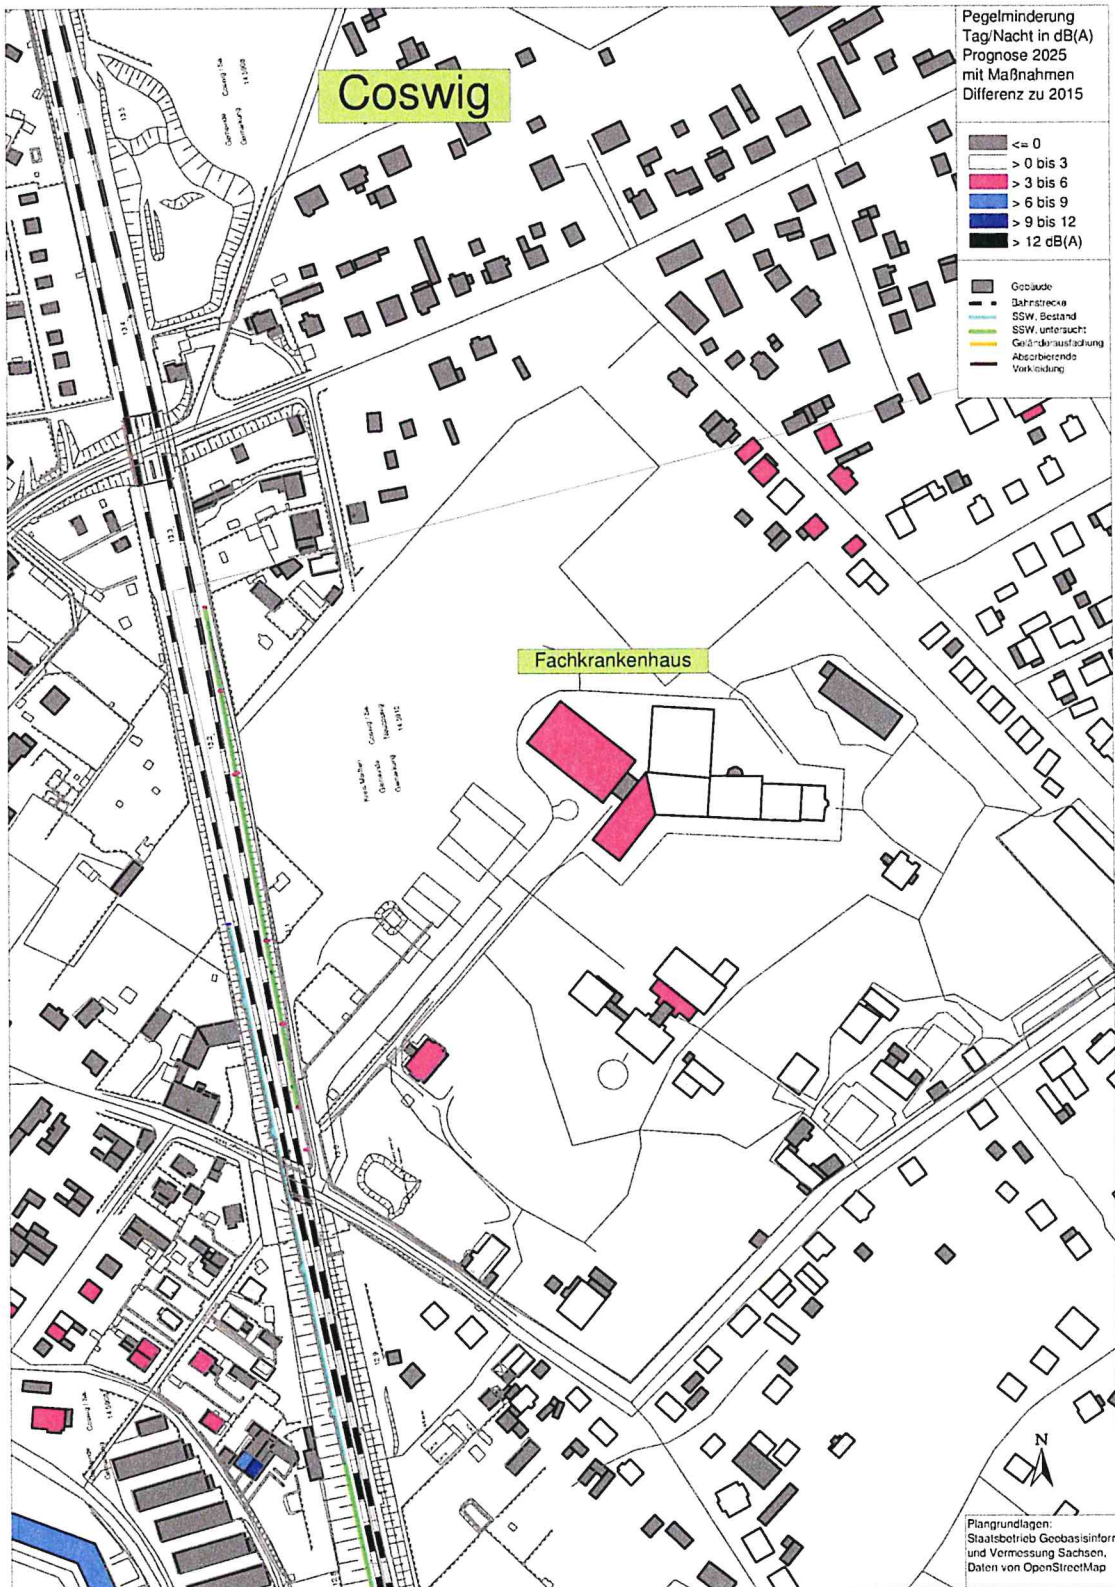 Coswig
Pegelminderung
Tag/Nacht in dB(A)
Prognose 2025
mit Maßnahmen
Differenz zu 2015
<= 0
> 0 bis 3
> 3 bis 6
> 6 bis 9
> 9 bis 12
> 12 dB(A)
Gebäude
Bahnstrecke
SSW, Bestand
SSW, untersucht
Geländerausfachung
Absorbierende
Verkleidung
Fachkrankenhaus
N
Plangrundlagen:
Staatsbetrieb Geobasisinform
und Vermessung Sachsen,
Daten von OpenStreetMap